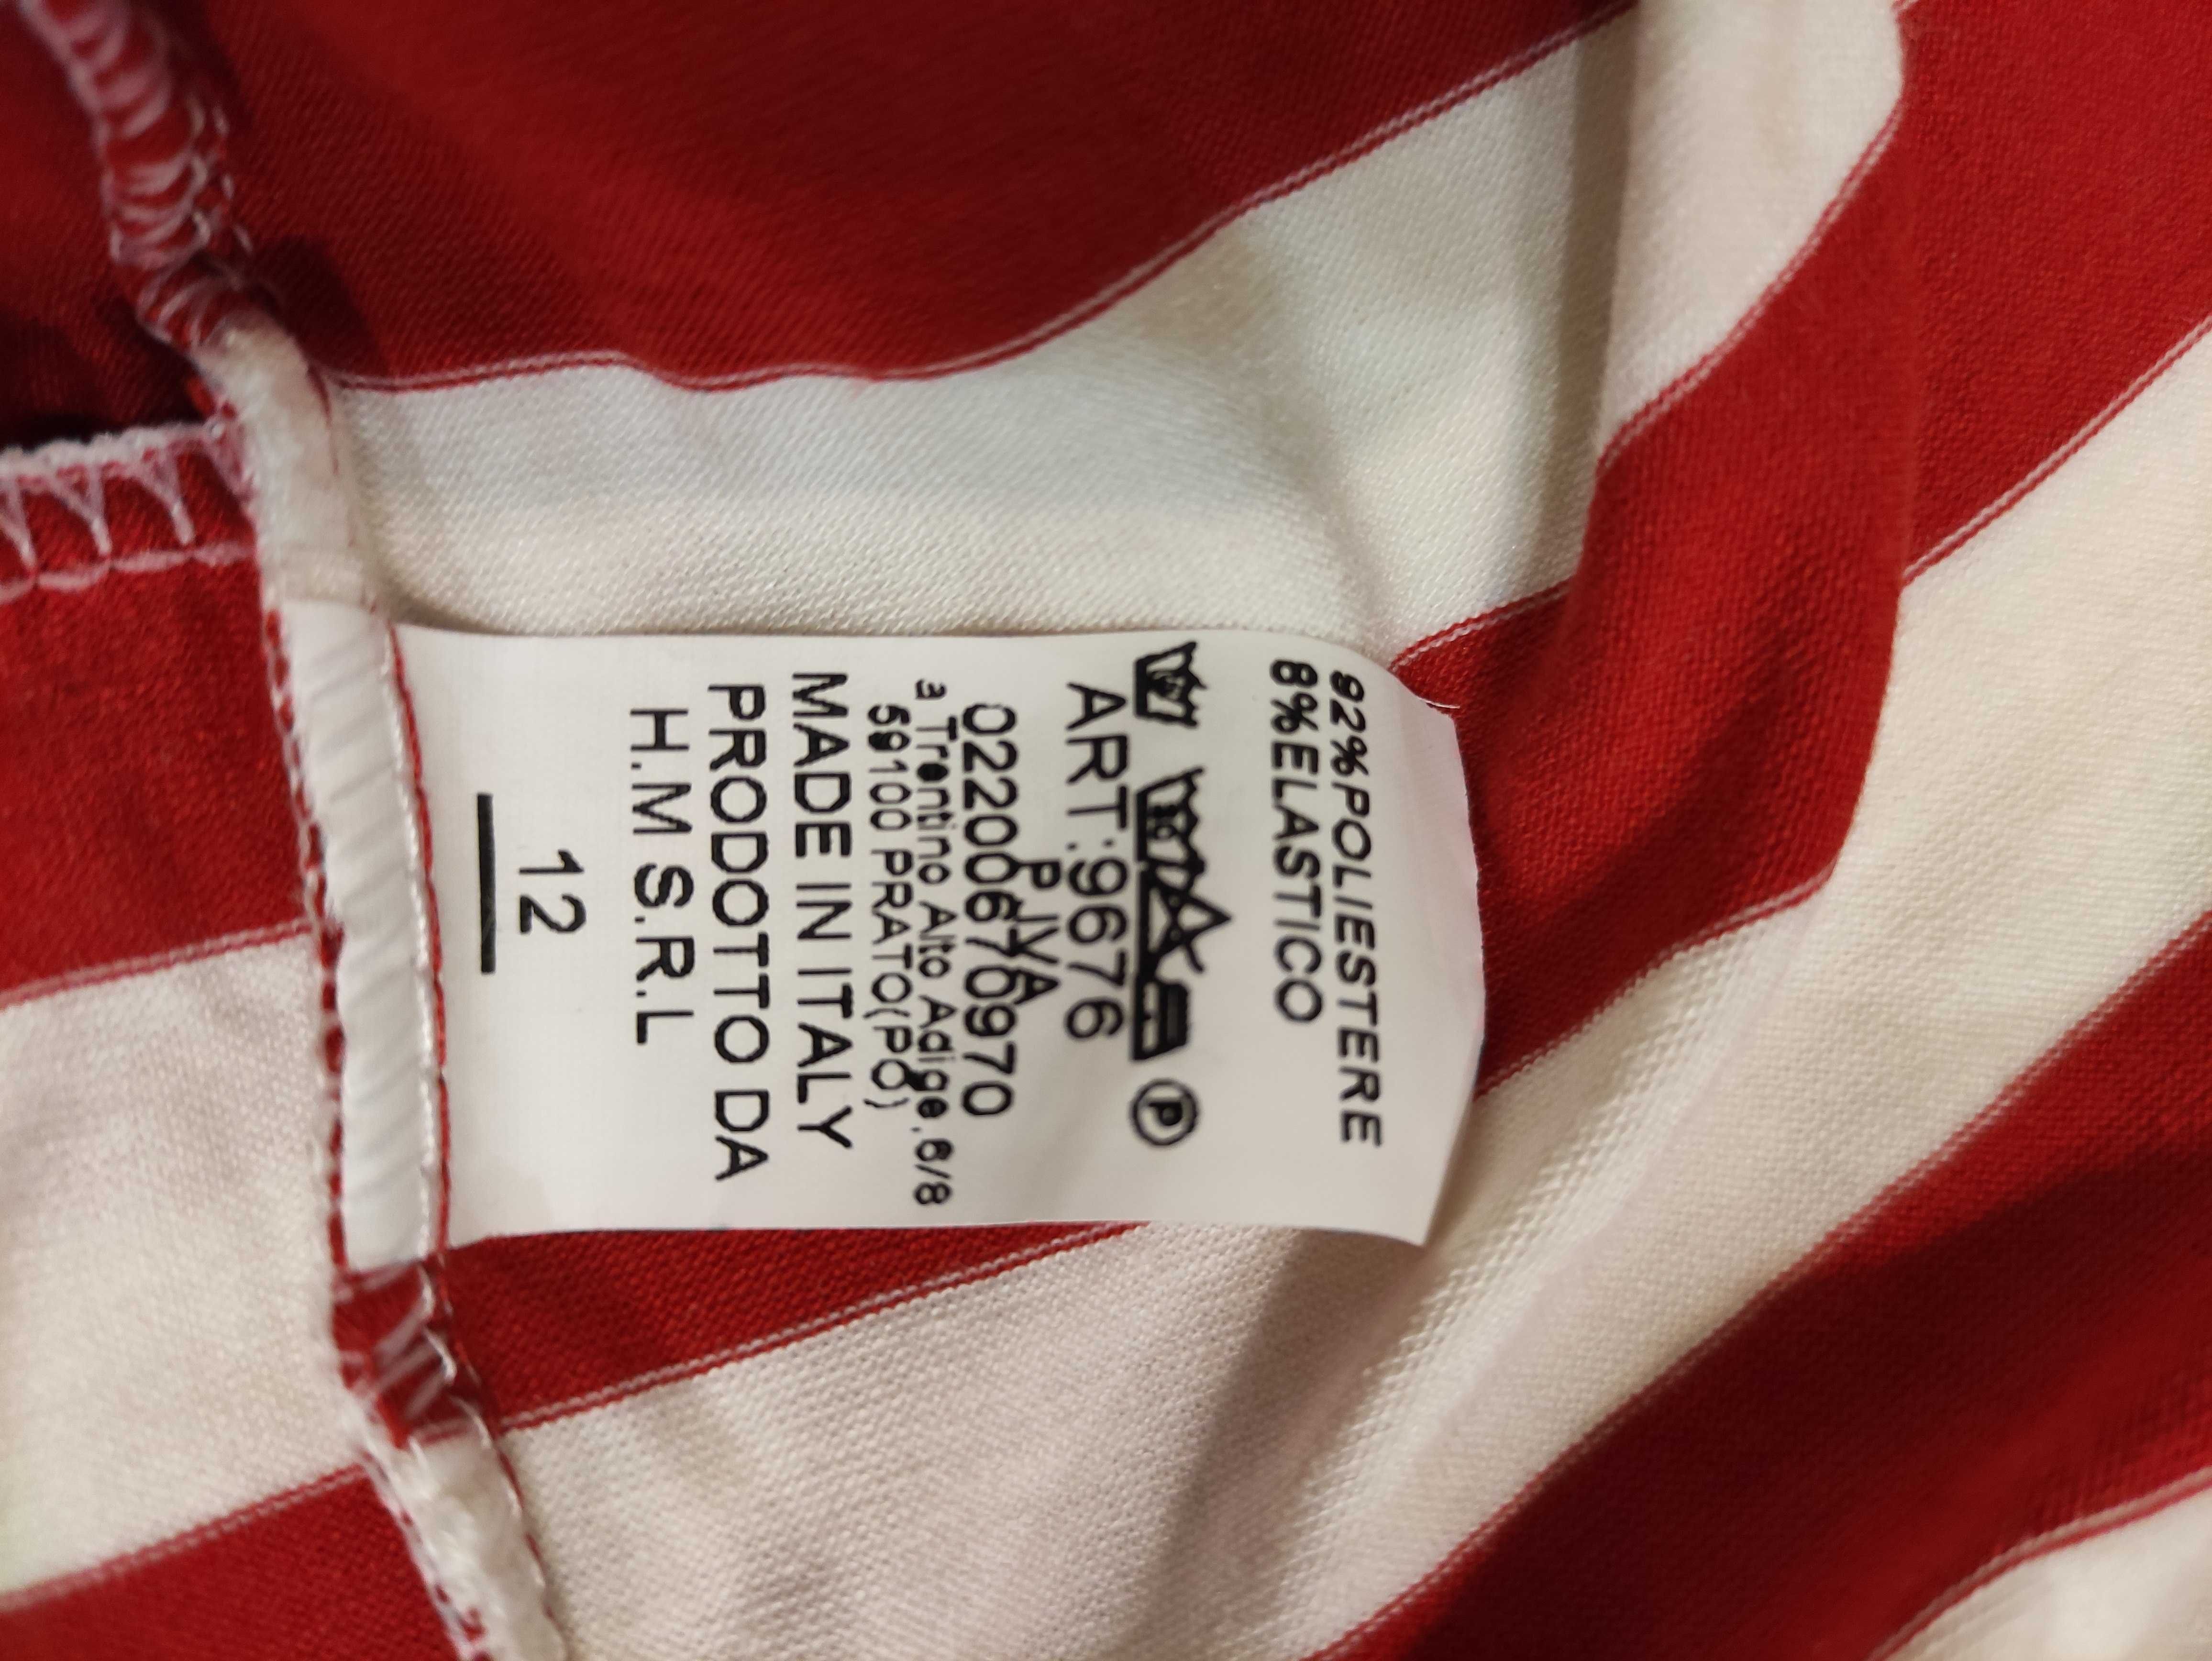 92%POLIESTERE
8%ELASTICO
P
ART:9676
P.IVA
02200670970
a Trentino Alto Adige,6/8
59100 PRATO(PO)
MADE IN ITALY
PRODOTTO DA
H.M S.R.L
12